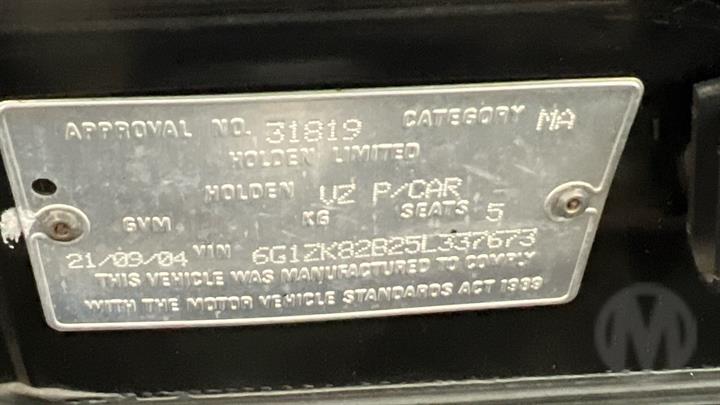 APPROVAL NO. 31819 CATEGORY MA
HOLDEN LIMITED
HOLDEN VZ P/CAR
GVM KG SEATS 5
21/09/04 VIN 6G1ZK82B25L337673
THIS VEHICLE WAS MANUFACTURED TO COMPLY
WITH THE MOTOR VEHICLE STANDARDS ACT 1989
M